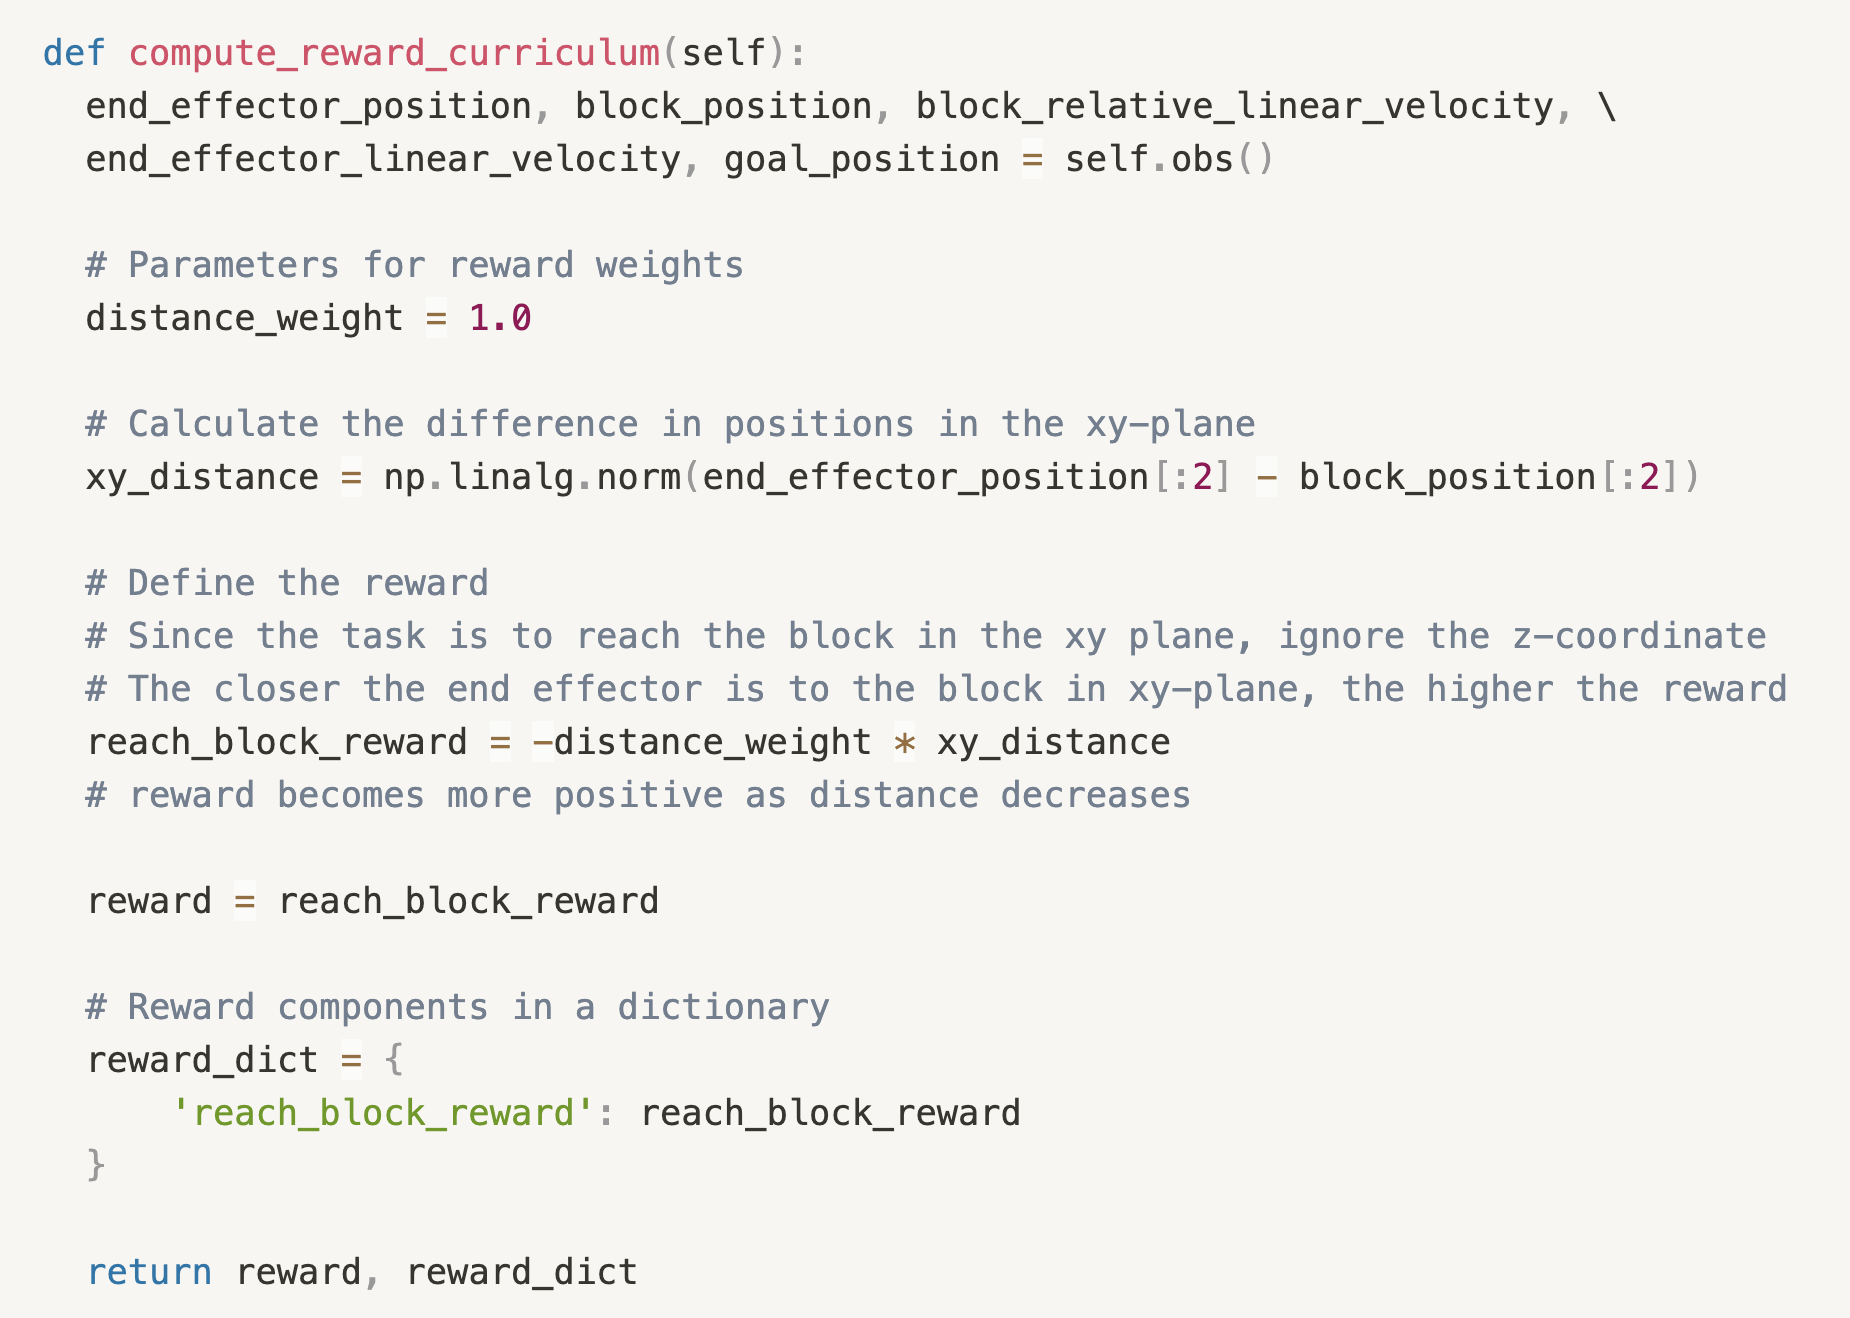 def compute_reward_curriculum(self):
  end_effector_position, block_position, block_relative_linear_velocity, \
  end_effector_linear_velocity, goal_position = self.obs()

  # Parameters for reward weights
  distance_weight = 1.0

  # Calculate the difference in positions in the xy-plane
  xy_distance = np.linalg.norm(end_effector_position[:2] - block_position[:2])

  # Define the reward
  # Since the task is to reach the block in the xy plane, ignore the z-coordinate
  # The closer the end effector is to the block in xy-plane, the higher the reward
  reach_block_reward = -distance_weight * xy_distance
  # reward becomes more positive as distance decreases

  reward = reach_block_reward

  # Reward components in a dictionary
  reward_dict = {
      'reach_block_reward': reach_block_reward
  }

  return reward, reward_dict